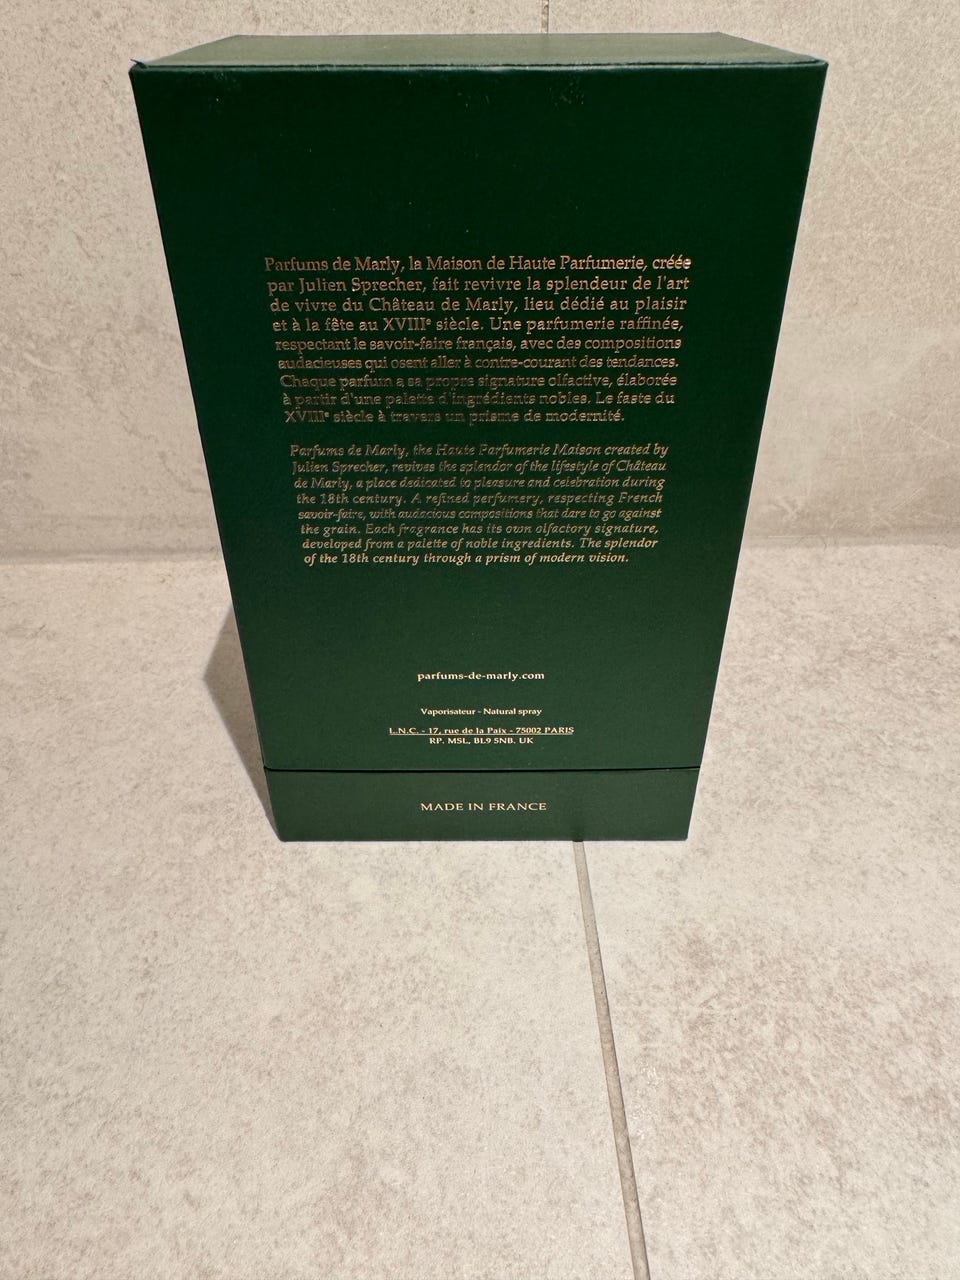 Parfums de Marly, la Maison de Haute Parfumerie, créée
par Julien Sprecher, fait revivre la splendeur de l'art
de vivre du Château de Marly, lieu dédié au plaisir
et à la fête au XVIIIe siècle. Une parfumerie raffinée,
respectant le savoir-faire français, avec des compositions
audacieuses qui osent aller à contre-courant des tendances.
Chaque parfum a sa propre signature olfactive, élaborée
à partir d'une palette d'ingrédients nobles. Le faste du
XVIIIe siècle à travers un prisme de modernité.
Parfums de Marly, the Haute Parfumerie Maison created by
Julien Sprecher, revives the splendor of the lifestyle of Château
de Marly, a place dedicated to pleasure and celebration during
the 18th century. A refined perfumery, respecting French
savoir-faire, with audacious compositions that dare to go against
the grain. Each fragrance has its own olfactory signature,
developed from a palette of noble ingredients. The splendor
of the 18th century through a prism of modern vision.
parfums-de-marly.com
Vaporisateur - Natural spray
L.N.C. - 17, rue de la Paix - 75002 PARIS
RP. MSL, BL9 5NB. UK
MADE IN FRANCE